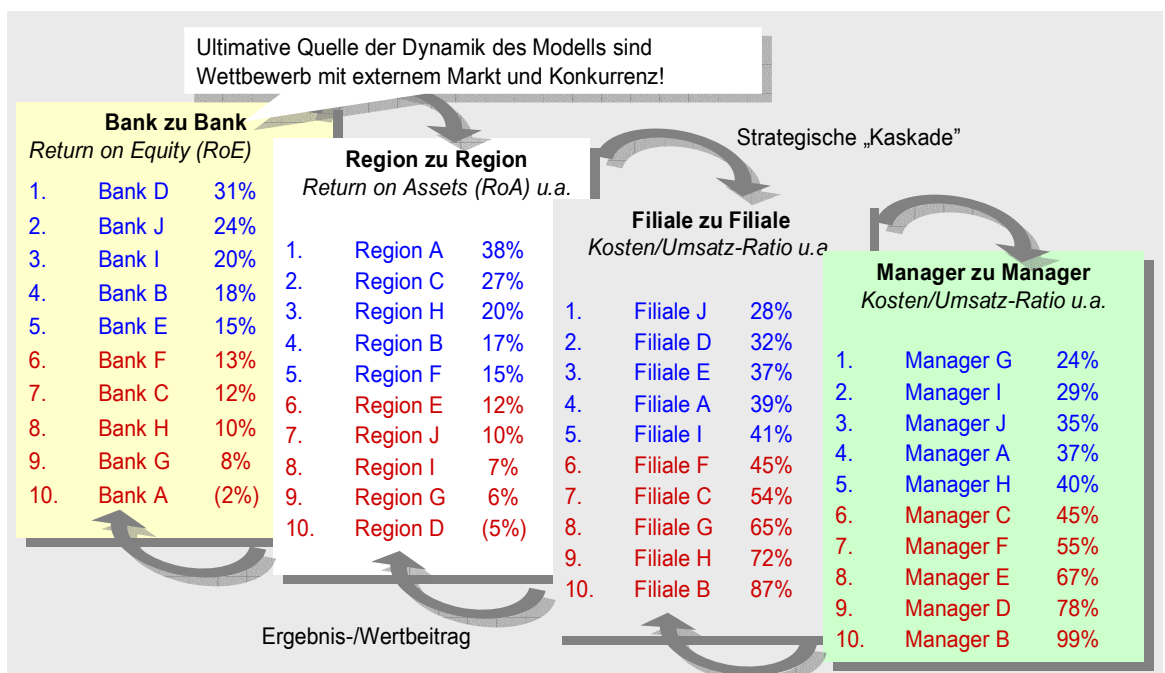 Ultimative Quelle der Dynamik des Modells sind
Wettbewerb mit externem Markt und Konkurrenz!
Bank zu Bank
Return on Equity (RoE)
1. Bank D 31%
2. Bank J 24%
3. Bank I 20%
4. Bank B 18%
5. Bank E 15%
6. Bank F 13%
7. Bank C 12%
8. Bank H 10%
9. Bank G 8%
10. Bank A (2%)
Region zu Region
Return on Assets (RoA) u.a.
1. Region A 38%
2. Region C 27%
3. Region H 20%
4. Region B 17%
5. Region F 15%
6. Region E 12%
7. Region J 10%
8. Region I 7%
9. Region G 6%
10. Region D (5%)
Strategische „Kaskade”
Filiale zu Filiale
Kosten/Umsatz-Ratio u.a
1. Filiale J 28%
2. Filiale D 32%
3. Filiale E 37%
4. Filiale A 39%
5. Filiale I 41%
6. Filiale F 45%
7. Filiale C 54%
8. Filiale G 65%
9. Filiale H 72%
10. Filiale B 87%
Manager zu Manager
Kosten/Umsatz-Ratio u.a.
1. Manager G 24%
2. Manager I 29%
3. Manager J 35%
4. Manager A 37%
5. Manager H 40%
6. Manager C 45%
7. Manager F 55%
8. Manager E 67%
9. Manager D 78%
10. Manager B 99%
Ergebnis-/Wertbeitrag